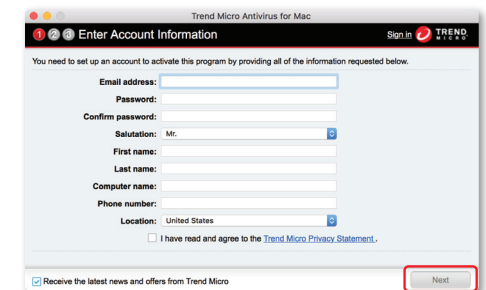 Trend Micro Antivirus for Mac
1 2 3 Enter Account Information
Sign in
TREND
MICRO
You need to set up an account to activate this program by providing all of the information requested below.
Email address:
Password:
Confirm password:
Salutation: Mr.
First name:
Last name:
Computer name:
Phone number:
Location: United States
I have read and agree to the Trend Micro Privacy Statement .
Receive the latest news and offers from Trend Micro
Next